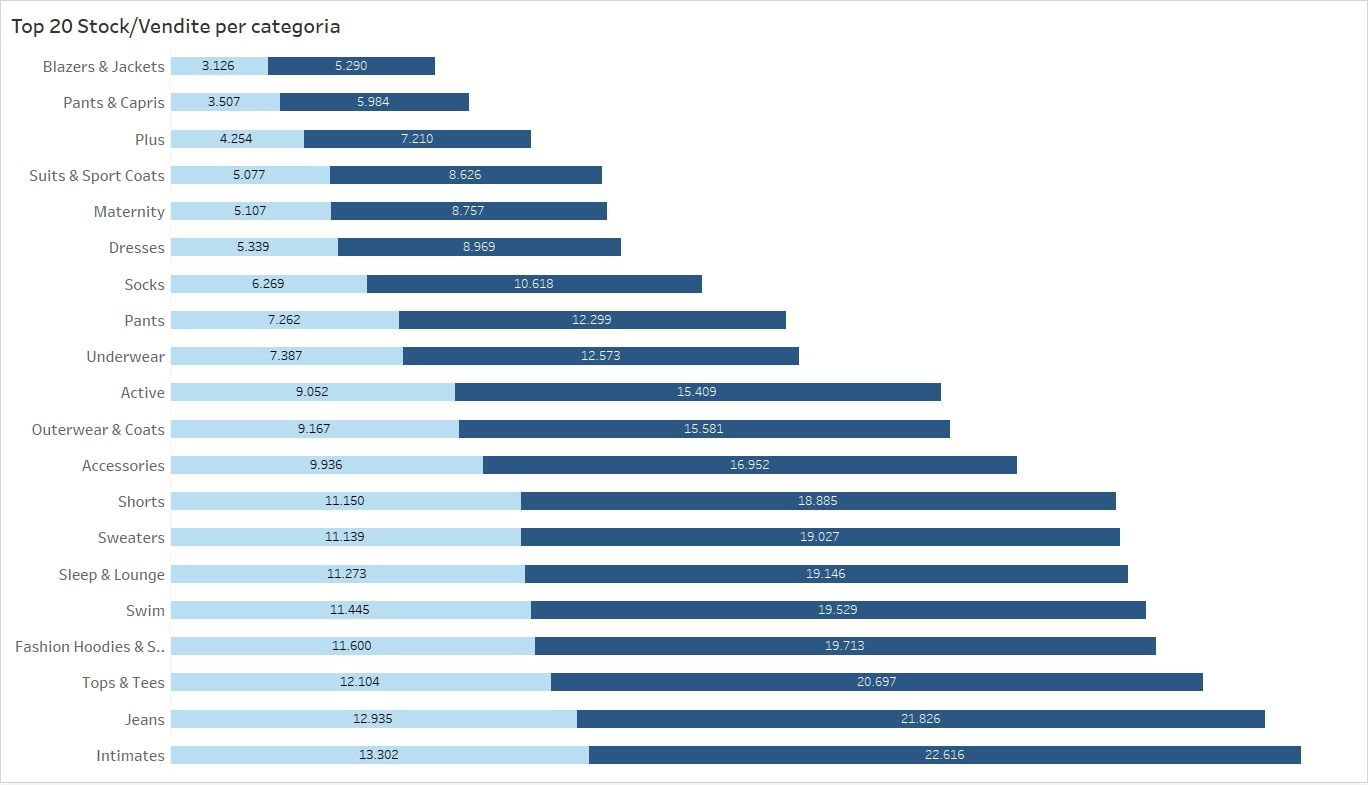 Top 20 Stock/Vendite per categoria
Blazers & Jackets 3.126 5.290
Pants & Capris 3.507 5.984
Plus 4.254 7.210
Suits & Sport Coats 5.077 8.626
Maternity 5.107 8.757
Dresses 5.339 8.969
Socks 6.269 10.618
Pants 7.262 12.299
Underwear 7.387 12.573
Active 9.052 15.409
Outerwear & Coats 9.167 15.581
Accessories 9.936 16.952
Shorts 11.150 18.885
Sweaters 11.139 19.027
Sleep & Lounge 11.273 19.146
Swim 11.445 19.529
Fashion Hoodies & S.. 11.600 19.713
Tops & Tees 12.104 20.697
Jeans 12.935 21.826
Intimates 13.302 22.616